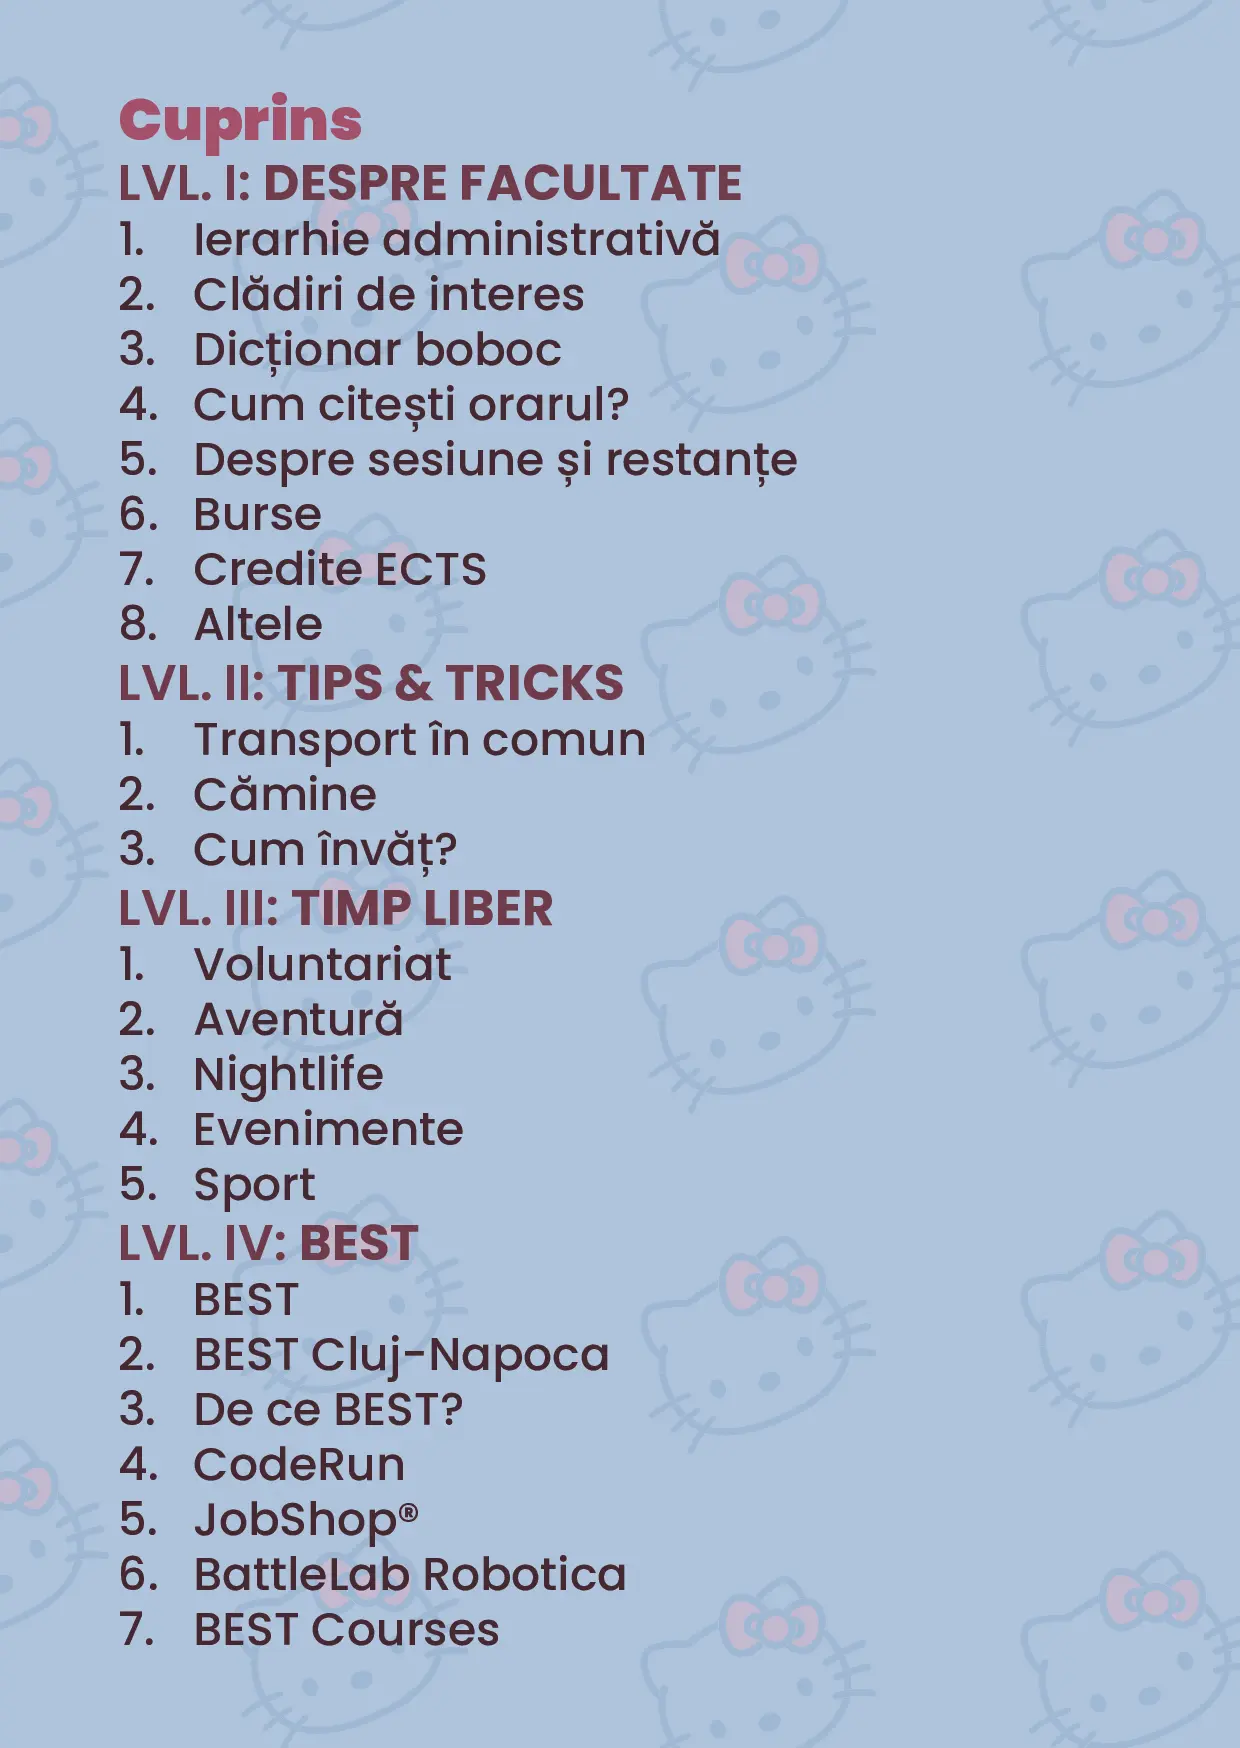 Cuprins
LVL. I: DESPRE FACULTATE
1. Ierarhie administrativă
2. Clădiri de interes
3. Dicționar boboc
4. Cum citești orarul?
5. Despre sesiune și restanțe
6. Burse
7. Credite ECTS
8. Altele
LVL. II: TIPS & TRICKS
1. Transport în comun
2. Cămine
3. Cum învăț?
LVL. III: TIMP LIBER
1. Voluntariat
2. Aventură
3. Nightlife
4. Evenimente
5. Sport
LVL. IV: BEST
1. BEST
2. BEST Cluj-Napoca
3. De ce BEST?
4. CodeRun
5. JobShop®
6. BattleLab Robotica
7. BEST Courses